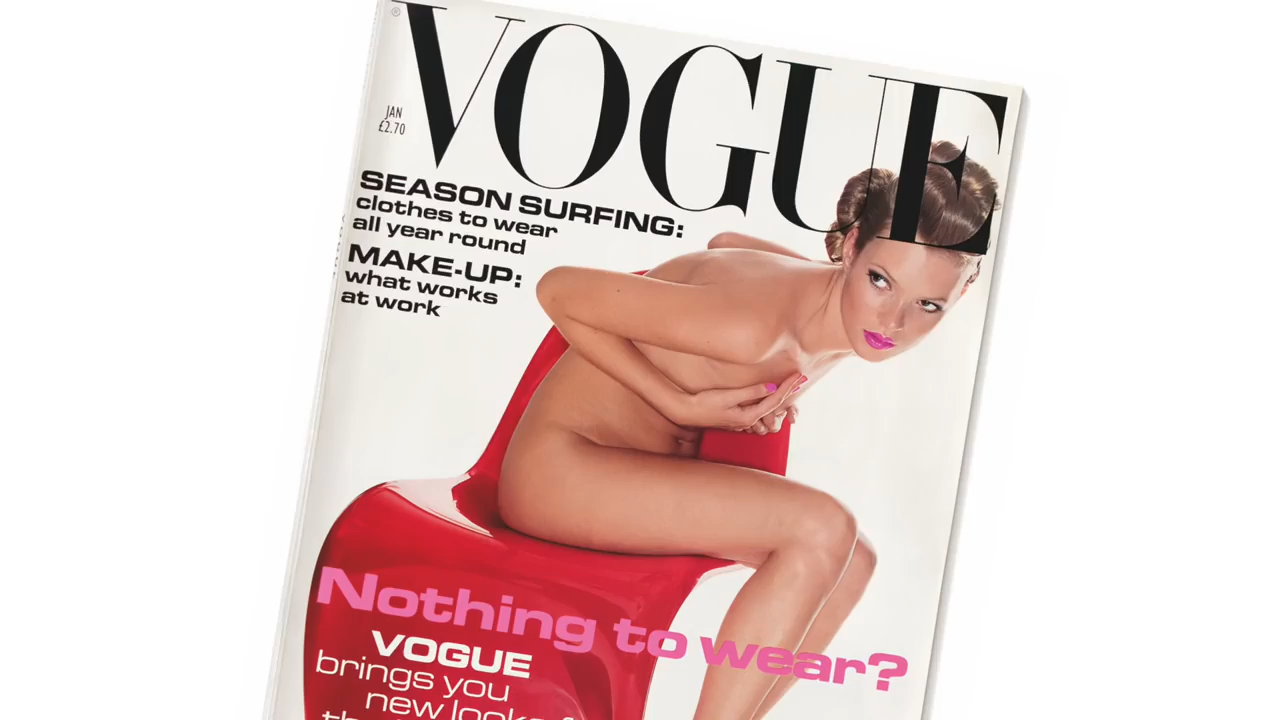 VOGUE
®
JAN
£2.70
SEASON SURFING:
clothes to wear
all year round
MAKE-UP:
what works
at work
Nothing to wear?
VOGUE
brings you
new looks